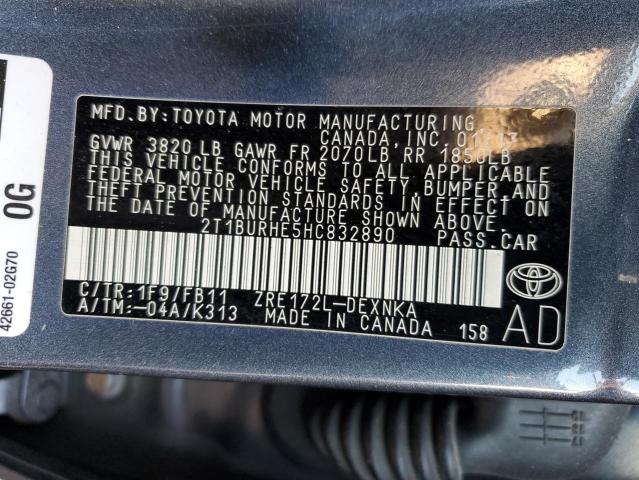 MFD.BY:TOYOTA MOTOR MANUFACTURING
CANADA, INC. 01/17
GVWR 3820 LB GAWR FR 2070LB RR 1850LB
THIS VEHICLE CONFORMS TO ALL APPLICABLE
FEDERAL MOTOR VEHICLE SAFETY, BUMPER AND
THEFT PREVENTION STANDARDS IN EFFECT ON
THE DATE OF MANUFACTURE SHOWN ABOVE.
2T1BURHE5HC832890 PASS.CAR
C/TR:1F9/FB11 ZRE172L-DEXNKA
A/TM:-04A/K313 MADE IN CANADA 158
AD
TOYOTA
0G
42661-02G70